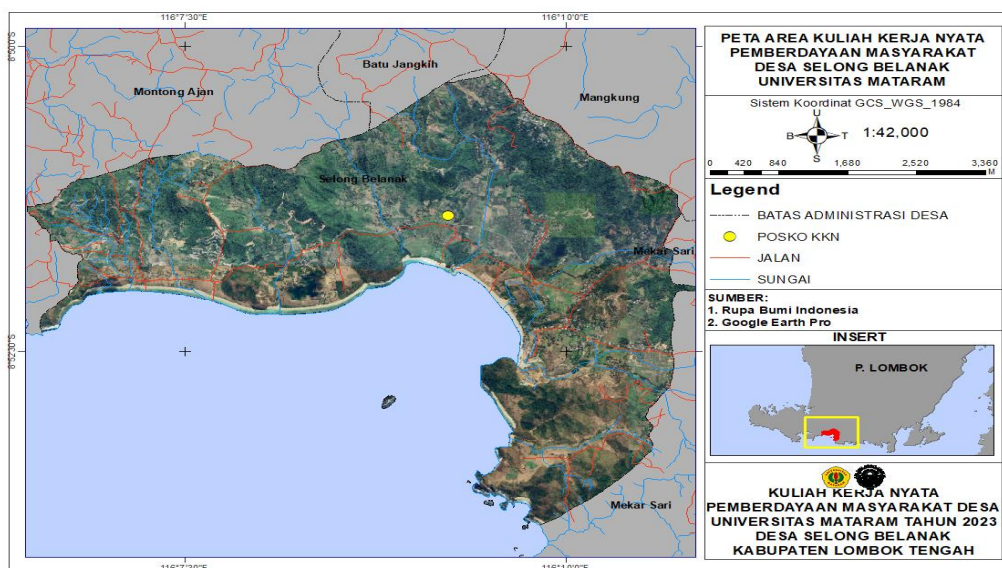 116°7'30"E
116°10'0"E
Batu Jangkih
Montong Ajan
Mangkung
Selong Belanak
Mekar Sari
Mekar Sari
8°52'30"S
116°7'30"E
116°10'0"E
PETA AREA KULIAH KERJA NYATA
PEMBERDAYAAN MASYARAKAT
DESA SELONG BELANAK
UNIVERSITAS MATARAM
Sistem Koordinat GCS_WGS_1984
U
B T
S
1:42,000
0 420 840 1,680 2,520 3,360
M
Legend
BATAS ADMINISTRASI DESA
POSKO KKN
JALAN
SUNGAI
SUMBER:
1. Rupa Bumi Indonesia
2. Google Earth Pro
INSERT
P. LOMBOK
KULIAH KERJA NYATA
PEMBERDAYAAN MASYARAKAT DESA
UNIVERSITAS MATARAM TAHUN 2023
DESA SELONG BELANAK
KABUPATEN LOMBOK TENGAH